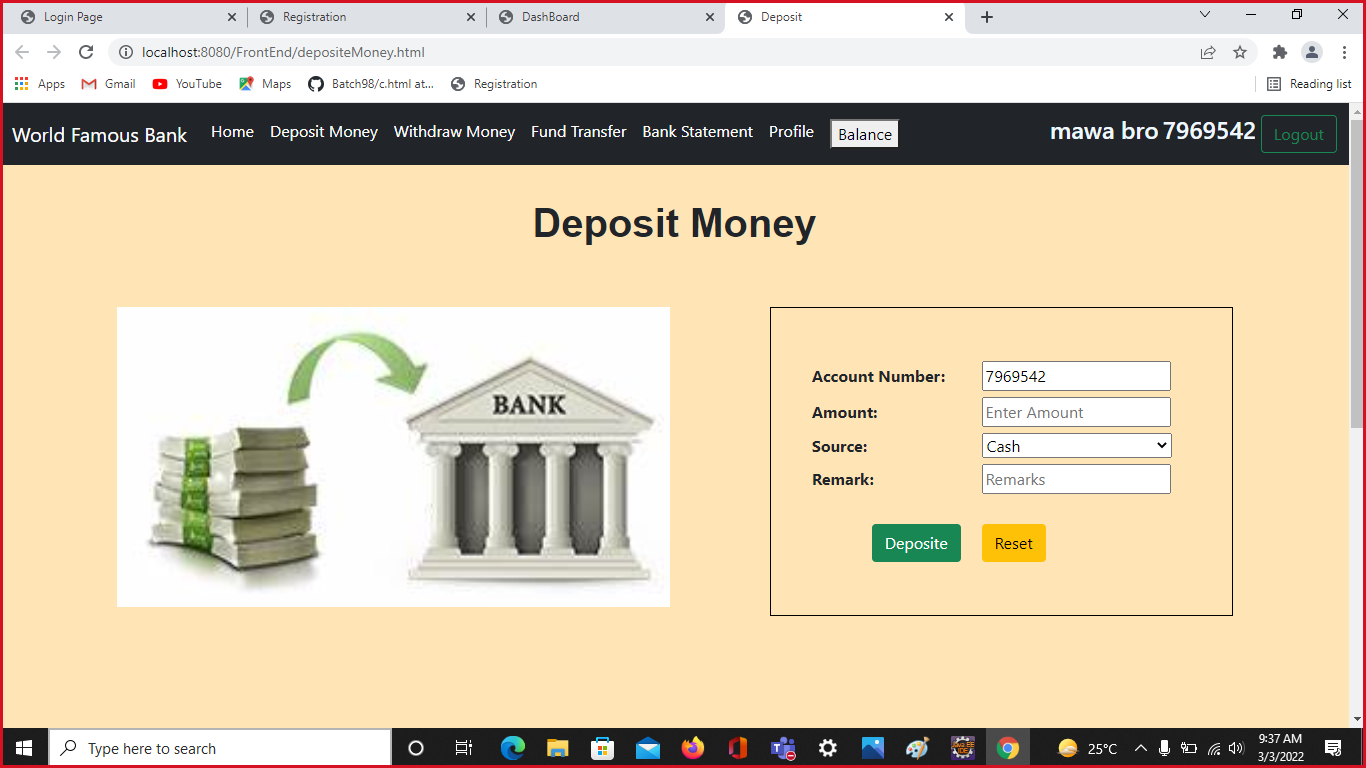 Login Page
Registration
DashBoard
Deposit
localhost:8080/FrontEnd/depositeMoney.html
Apps Gmail YouTube Maps Batch98/c.html at... Registration Reading list
World Famous Bank Home Deposit Money Withdraw Money Fund Transfer Bank Statement Profile Balance mawa bro 7969542 Logout
Deposit Money
BANK
Account Number: 7969542
Amount: Enter Amount
Source: Cash
Remark: Remarks
Deposite Reset
Type here to search
25°C
9:37 AM
3/3/2022